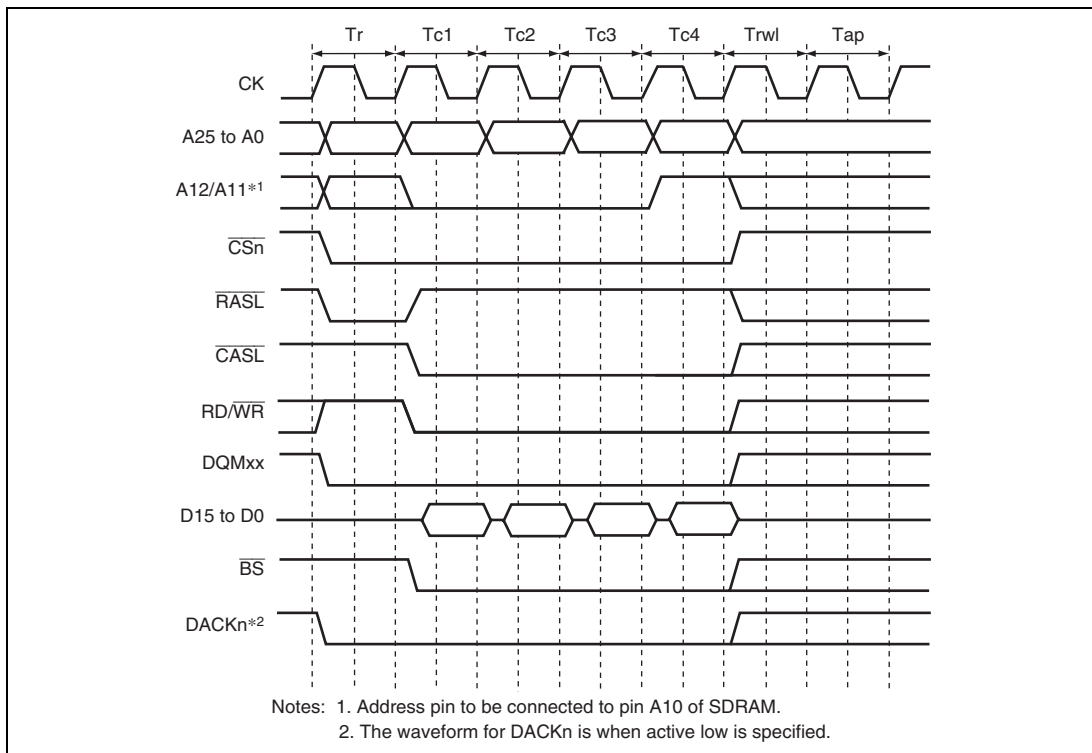 Tr Tc1 Tc2 Tc3 Tc4 Trwl Tap
CK
A25 to A0
A12/A11*1
CSn
RASL
CASL
RD/WR
DQMxx
D15 to D0
BS
DACKn*2
Notes: 1. Address pin to be connected to pin A10 of SDRAM.
2. The waveform for DACKn is when active low is specified.